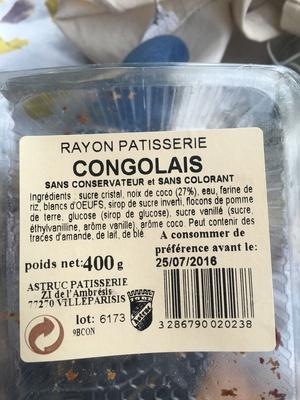 RAYON PATISSERIE
CONGOLAIS
SANS CONSERVATEUR et SANS COLORANT
Ingrédients : sucre cristal, noix de coco (27%), eau, farine de
riz, blancs d'OEUFS, sirop de sucre inverti, flocons de pomme
de terre, glucose (sirop de glucose), sucre vanillé (sucre,
éthylvanilline, arôme vanille), arôme coco. Peut contenir des
traces d'amande, de lait, de blé
A consommer de
préférence avant le:
25/07/2016
poids net:400 g
ASTRUC PATISSERIE
ZI de l'Ambrésis
77270 VILLEPARISIS
lot: 6173
9BCON
3 286790 020238